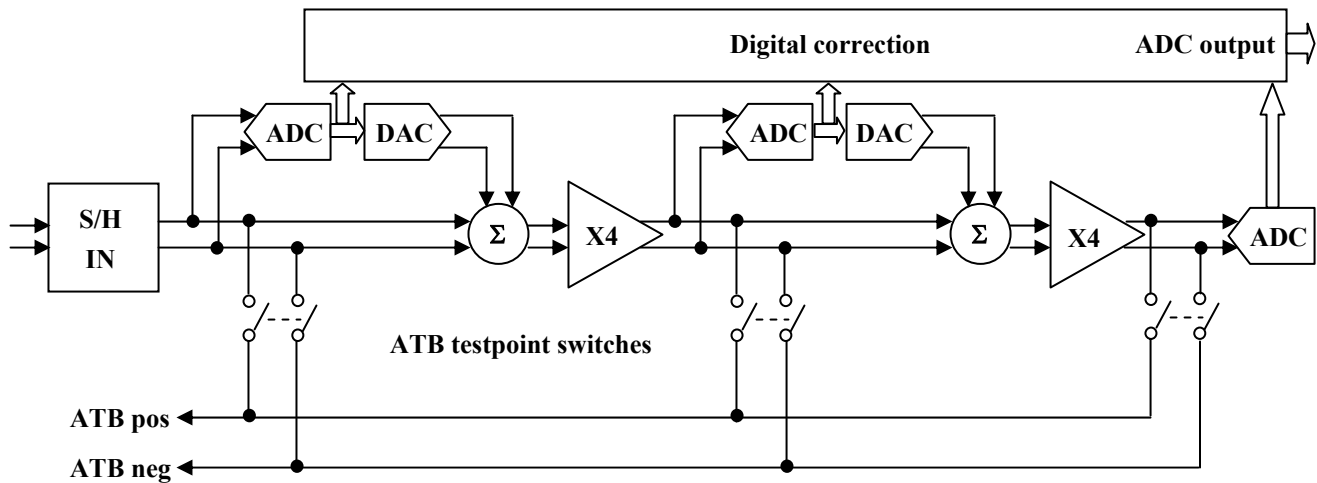 Digital correction
ADC output
ADC
DAC
ADC
DAC
S/H
IN
Σ
X4
Σ
X4
ADC
ATB testpoint switches
ATB pos
ATB neg